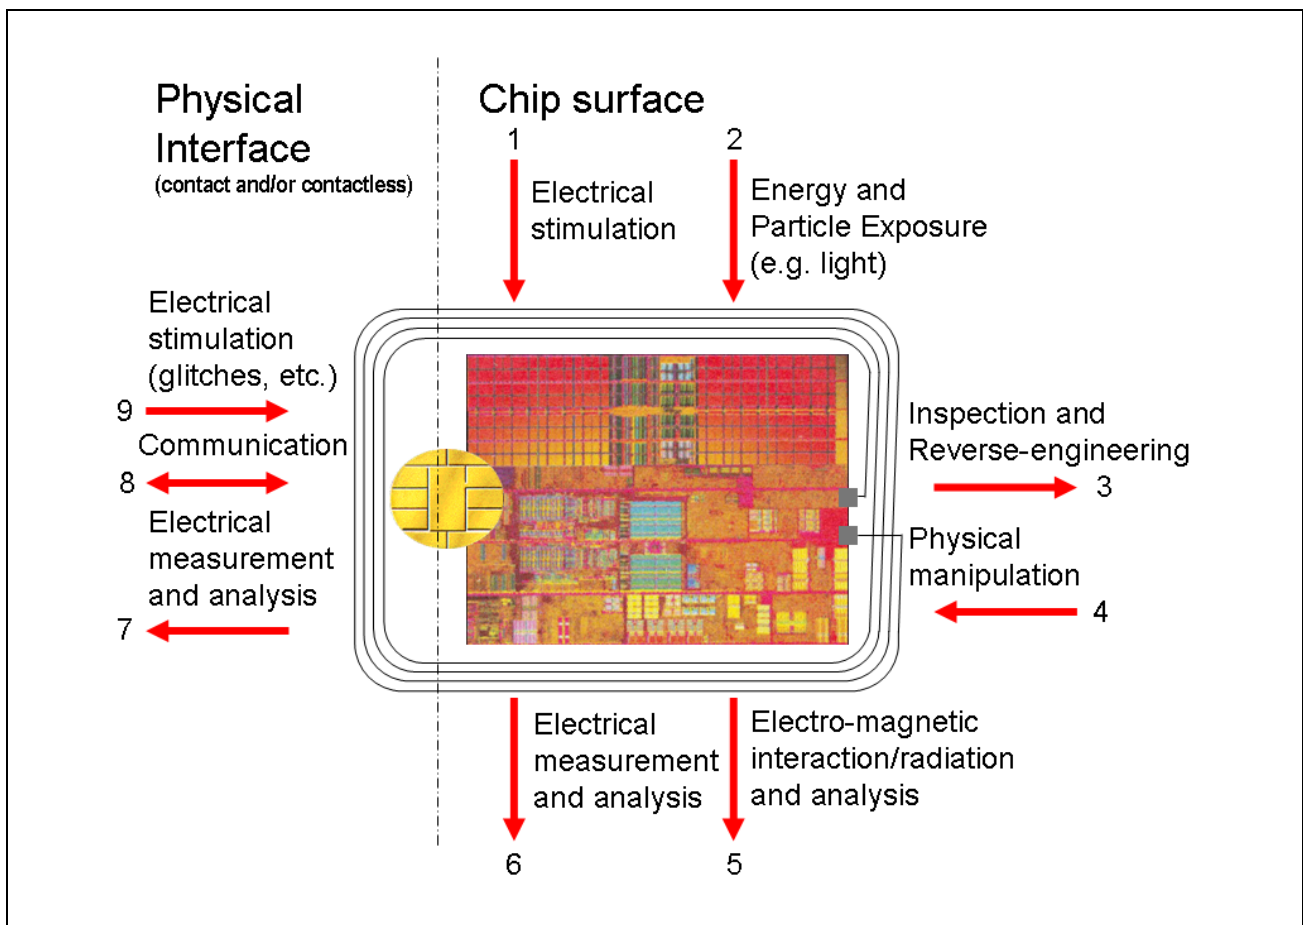 Physical
Interface
(contact and/or contactless)
Chip surface
1
2
Electrical
stimulation
Energy and
Particle Exposure
(e.g. light)
Electrical
stimulation
(glitches, etc.)
9
Communication
8
Electrical
measurement
and analysis
7
Inspection and
Reverse-engineering
3
Physical
manipulation
4
Electrical
measurement
and analysis
6
Electro-magnetic
interaction/radiation
and analysis
5